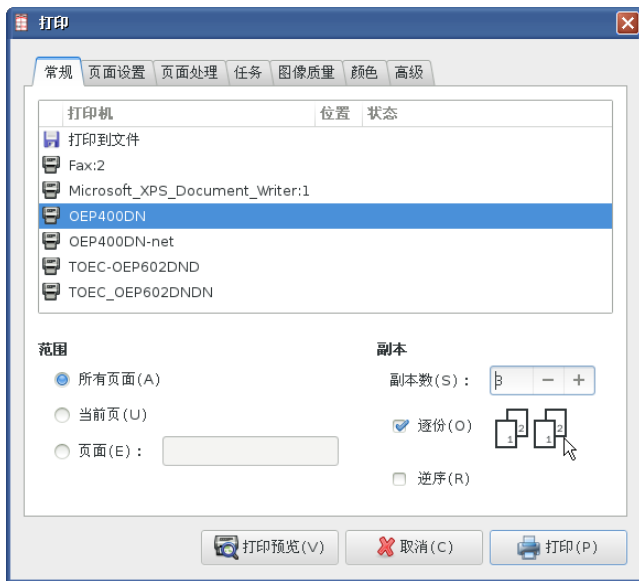 打印
常规 页面设置 页面处理 任务 图像质量 颜色 高级
打印机 位置 状态
打印到文件
Fax:2
Microsoft_XPS_Document_Writer:1
OEP400DN
OEP400DN-net
TOEC-OEP602DND
TOEC_OEP602DNDN
范围 副本
所有页面(A) 副本数(S)： 3 − +
当前页(U) 逐份(O) 1 2 1 2
页面(E)：
逆序(R)
打印预览(V) 取消(C) 打印(P)